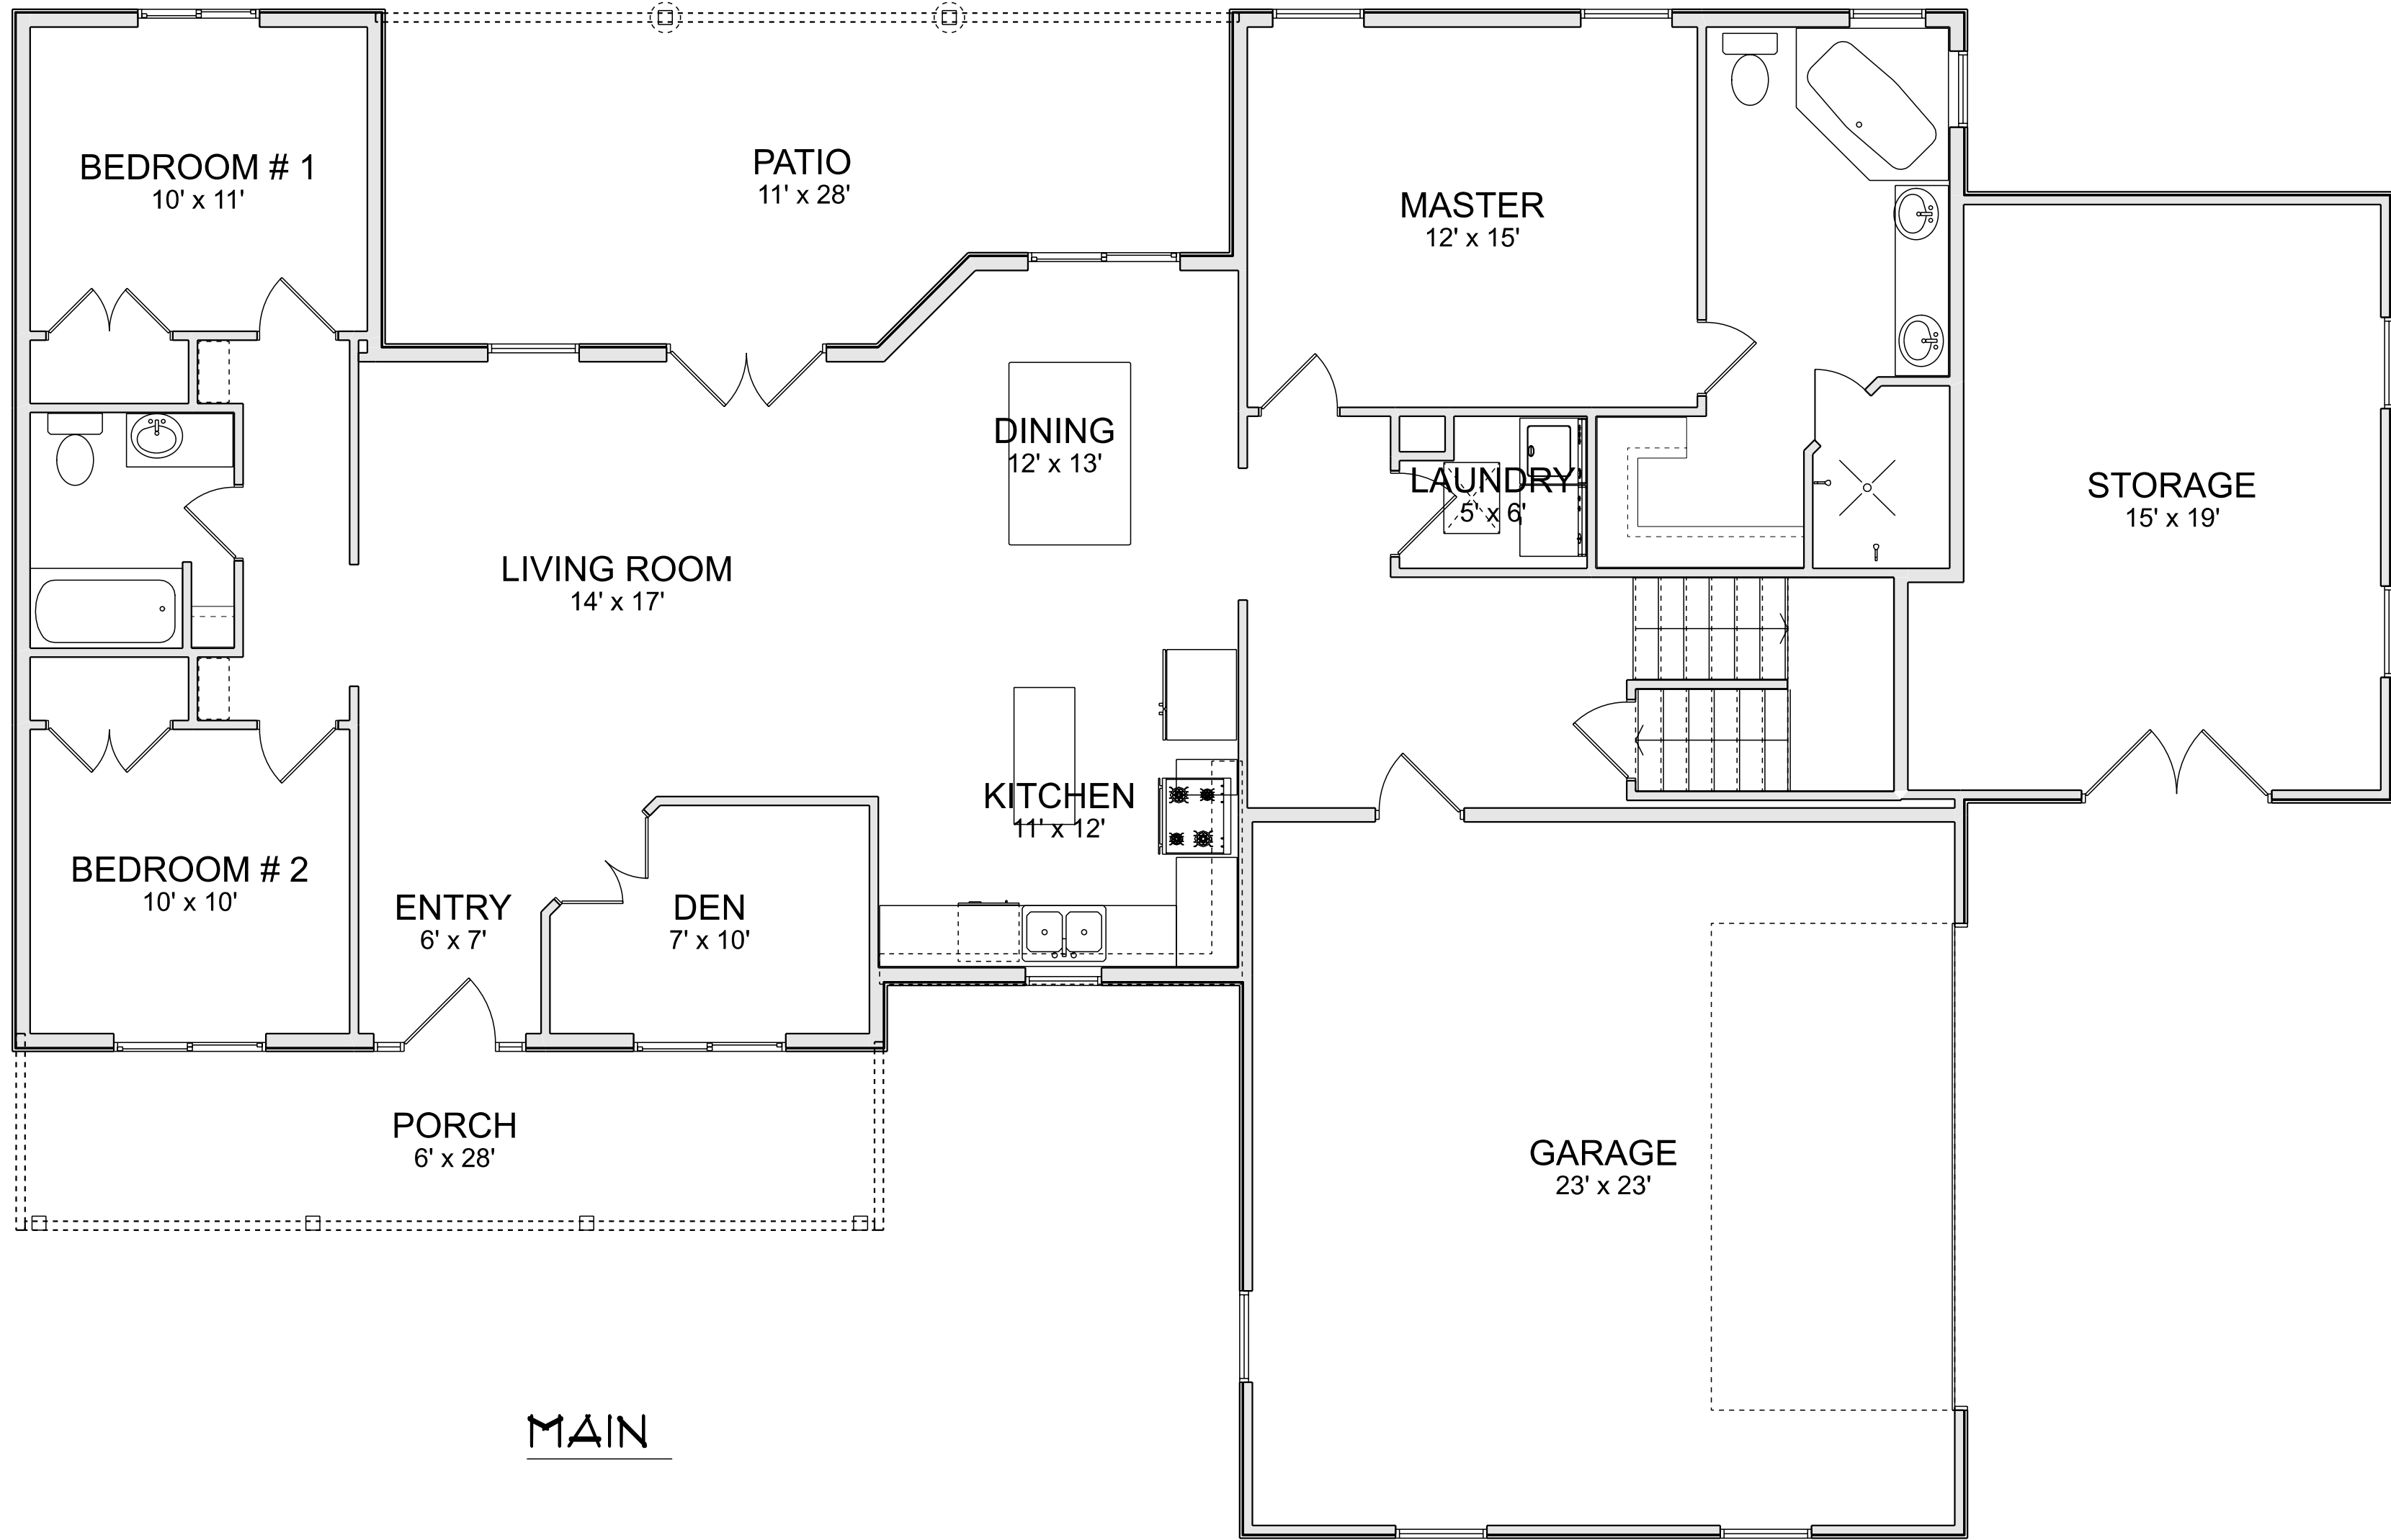 BEDROOM # 1
10' x 11'
PATIO
11' x 28'
MASTER
12' x 15'
DINING
12' x 13'
LAUNDRY
5' x 6'
STORAGE
15' x 19'
LIVING ROOM
14' x 17'
KITCHEN
11' x 12'
BEDROOM # 2
10' x 10'
ENTRY
6' x 7'
DEN
7' x 10'
PORCH
6' x 28'
GARAGE
23' x 23'
MAIN